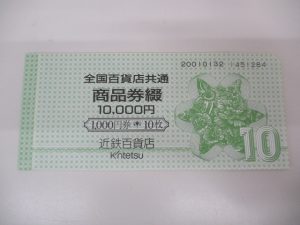 20010132 1451284
全国百貨店共通
商品券綴
10,000円
1,000円券 10枚
近鉄百貨店
Kintetsu
10